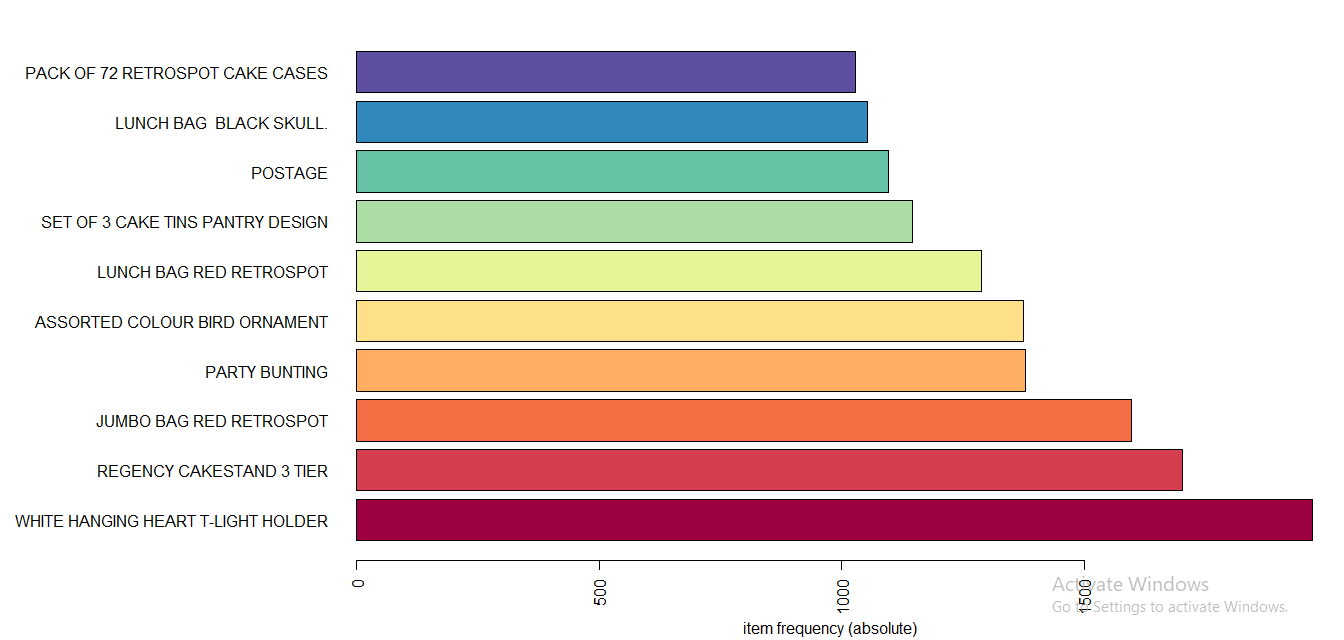 PACK OF 72 RETROSPOT CAKE CASES
LUNCH BAG  BLACK SKULL.
POSTAGE
SET OF 3 CAKE TINS PANTRY DESIGN
LUNCH BAG RED RETROSPOT
ASSORTED COLOUR BIRD ORNAMENT
PARTY BUNTING
JUMBO BAG RED RETROSPOT
REGENCY CAKESTAND 3 TIER
WHITE HANGING HEART T-LIGHT HOLDER
0
500
1000
1500
item frequency (absolute)
Activate Windows
Go to Settings to activate Windows.